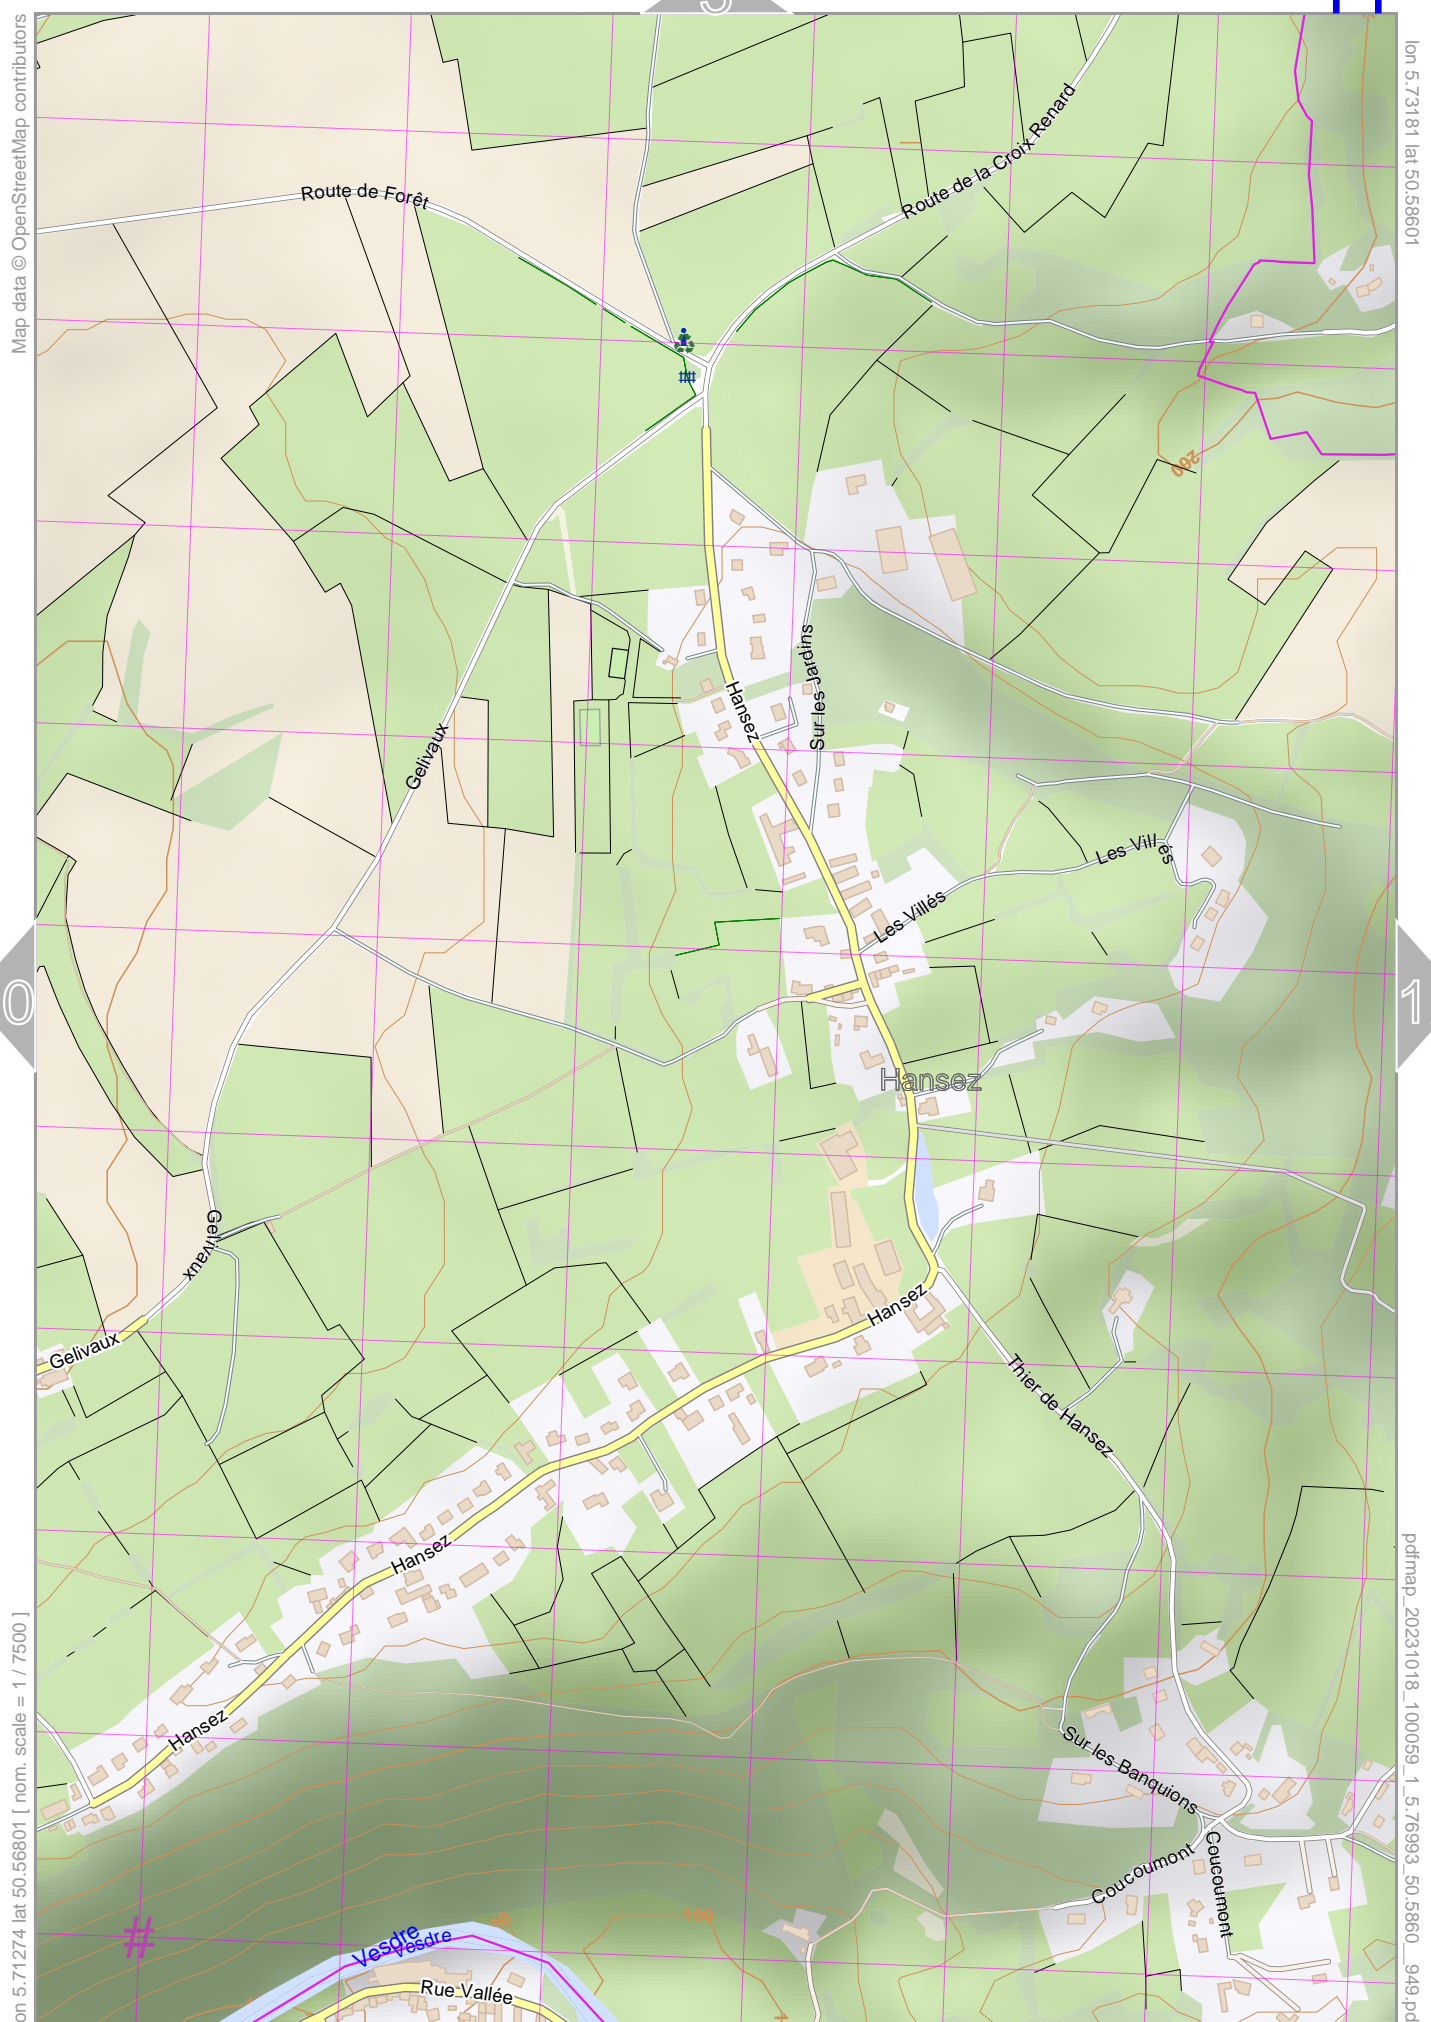 Map data © OpenStreetMap contributors
lon 5.73181 lat 50.58601
Route de Forêt
Route de la Croix Renard
260
Hansez
Sur les Jardins
Gelivaux
Les Villés
Les Villés
0
1
Hansez
Gelivaux
Hansez
Gelivaux
Thier de Hansez
Hansez
Hansez
Sur les Banquions
Coucoumont
Coucoumont
#
100
Vesdre
Vesdre
Rue Vallée
on 5.71274 lat 50.56801 [ nom. scale = 1 / 7500 ]
pdfmap_20231018_100059_1_5.76993_50.5860__949.pd